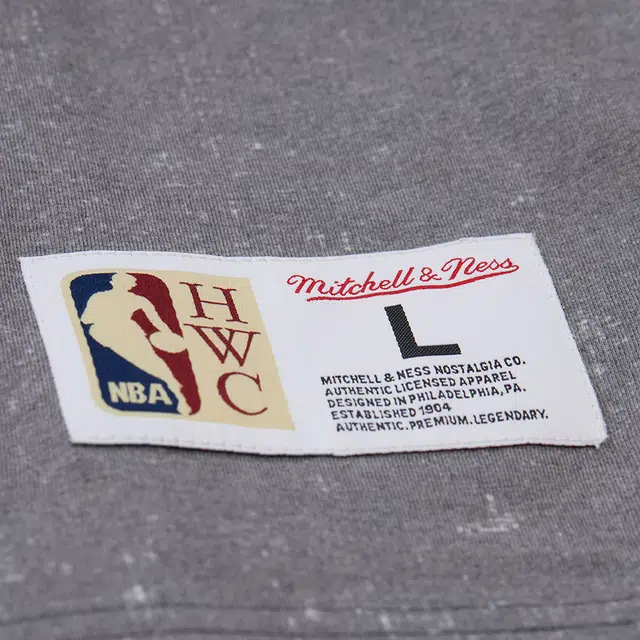 NBA
H
W
C
Mitchell & Ness
L
MITCHELL & NESS NOSTALGIA CO.
AUTHENTIC LICENSED APPAREL
DESIGNED IN PHILADELPHIA, PA.
ESTABLISHED 1904
AUTHENTIC. PREMIUM. LEGENDARY.